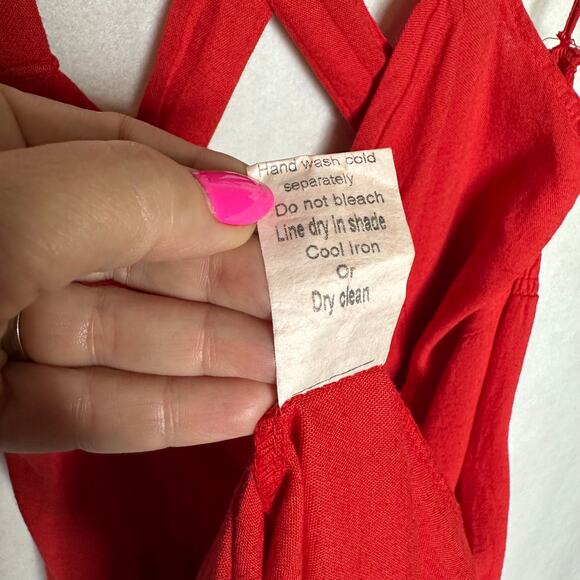 Hand wash cold
separately
Do not bleach
Line dry in shade
Cool Iron
Or
Dry clean